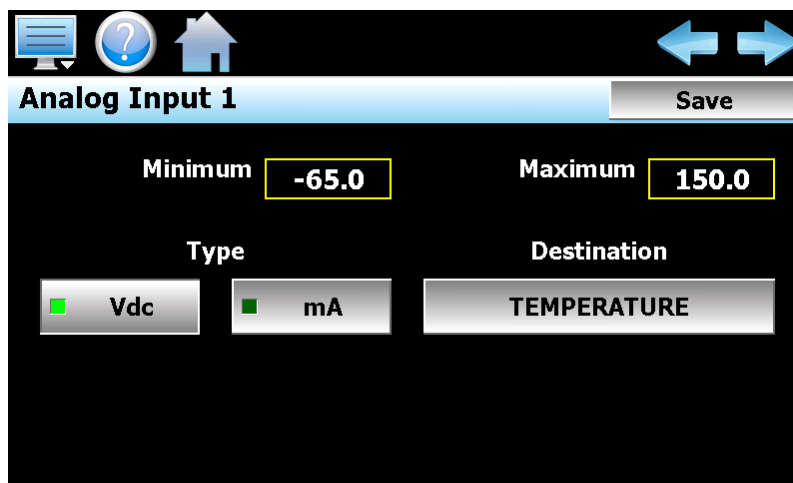 ?
Analog Input 1 Save
Minimum -65.0 Maximum 150.0
Type Destination
Vdc mA TEMPERATURE